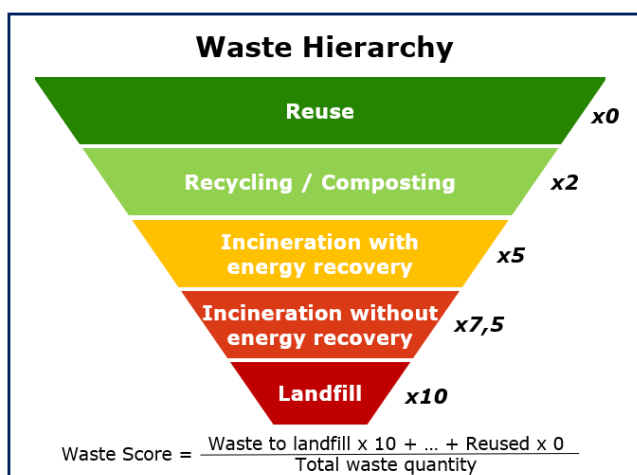 Waste Hierarchy
Reuse
x0
Recycling / Composting
x2
Incineration with
energy recovery
x5
Incineration without
energy recovery
x7,5
Landfill
x10
Waste Score = Waste to landfill x 10 + ... + Reused x 0
Total waste quantity